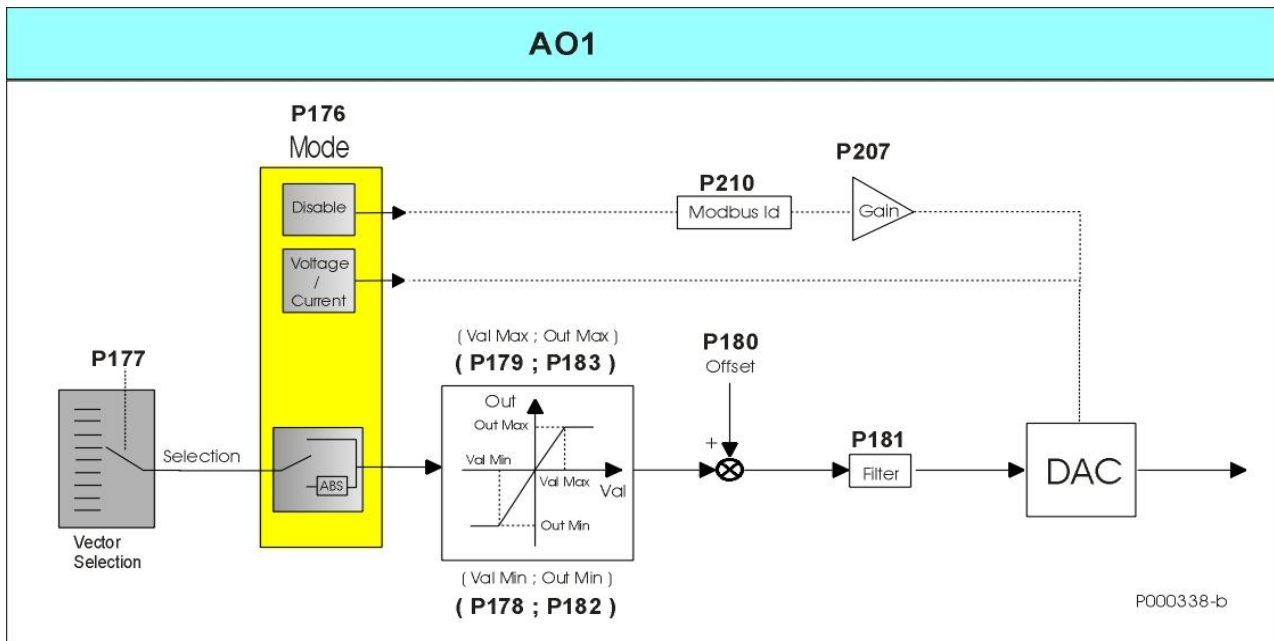 AO1
P176
Mode
P207
P210
Disable
Modbus Id
Gain
Voltage
/
Current
( Val Max ; Out Max )
P180
P177
( P179 ; P183 )
Offset
Out
Out Max
+
P181
Selection
Val Min
Filter
DAC
ABS
Val Max
Val
Out Min
Vector
Selection
( Val Min ; Out Min )
( P178 ; P182 )
P000338-b